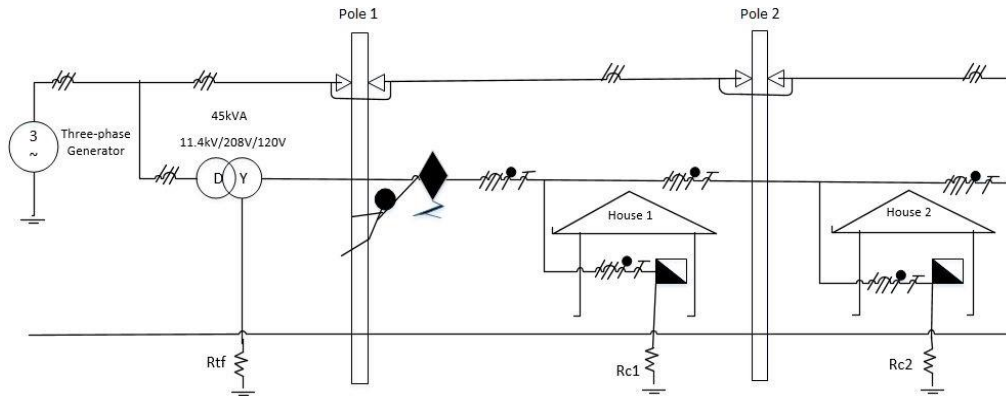 Pole 1
Pole 2
45kVA
11.4kV/208V/120V
3
~
Three-phase
Generator
D
Y
House 1
House 2
Rtf
Rc1
Rc2